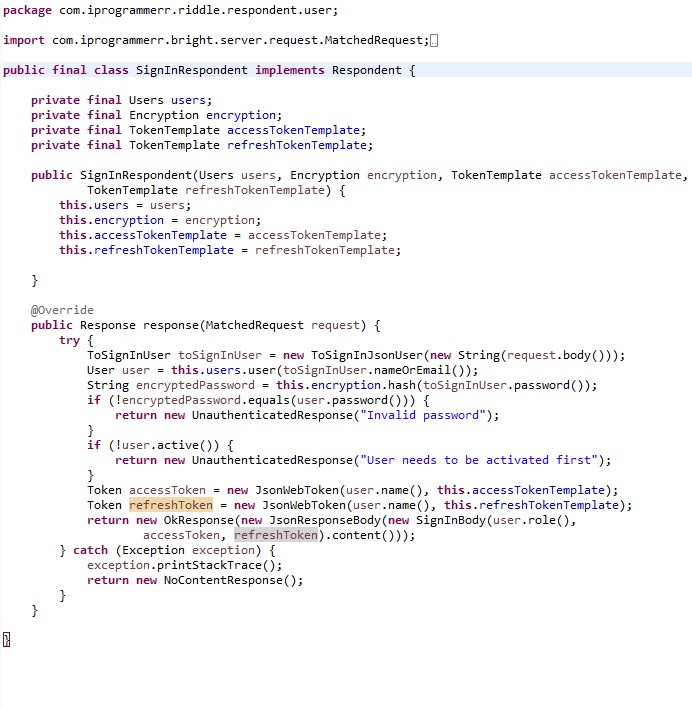 package com.iprogrammerr.riddle.respondent.user;
import com.iprogrammerr.bright.server.request.MatchedRequest;
public final class SignInRespondent implements Respondent {
private final Users users;
private final Encryption encryption;
private final TokenTemplate accessTokenTemplate;
private final TokenTemplate refreshTokenTemplate;
public SignInRespondent(Users users, Encryption encryption, TokenTemplate accessTokenTemplate,
TokenTemplate refreshTokenTemplate) {
this.users = users;
this.encryption = encryption;
this.accessTokenTemplate = accessTokenTemplate;
this.refreshTokenTemplate = refreshTokenTemplate;
}
@Override
public Response response(MatchedRequest request) {
try {
ToSignInUser toSignInUser = new ToSignInJsonUser(new String(request.body()));
User user = this.users.user(toSignInUser.nameOrEmail());
String encryptedPassword = this.encryption.hash(toSignInUser.password());
if (!encryptedPassword.equals(user.password())) {
return new UnauthenticatedResponse("Invalid password");
}
if (!user.active()) {
return new UnauthenticatedResponse("User needs to be activated first");
}
Token accessToken = new JsonWebToken(user.name(), this.accessTokenTemplate);
Token refreshToken = new JsonWebToken(user.name(), this.refreshTokenTemplate);
return new OkResponse(new JsonResponseBody(new SignInBody(user.role(),
accessToken, refreshToken).content()));
} catch (Exception exception) {
exception.printStackTrace();
return new NoContentResponse();
}
}
}